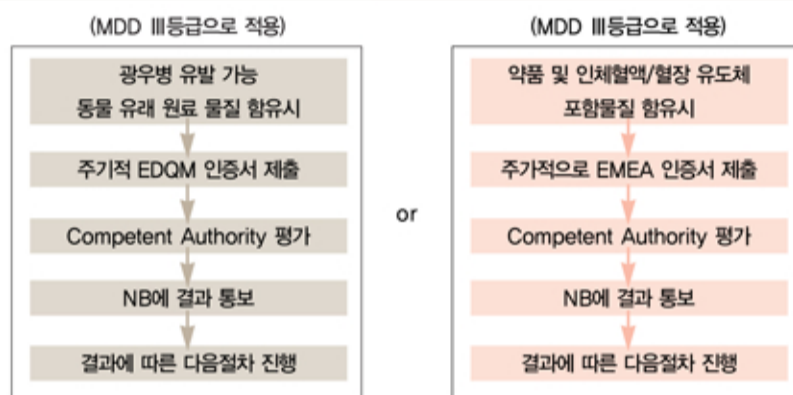 (MDD Ⅲ등급으로 적용)
광우병 유발 가능
동물 유래 원료 물질 함유시
주기적 EDQM 인증서 제출
Competent Authority 평가
NB에 결과 통보
결과에 따른 다음절차 진행
or
(MDD Ⅲ등급으로 적용)
약품 및 인체혈액/혈장 유도체
포함물질 함유시
주가적으로 EMEA 인증서 제출
Competent Authority 평가
NB에 결과 통보
결과에 따른 다음절차 진행